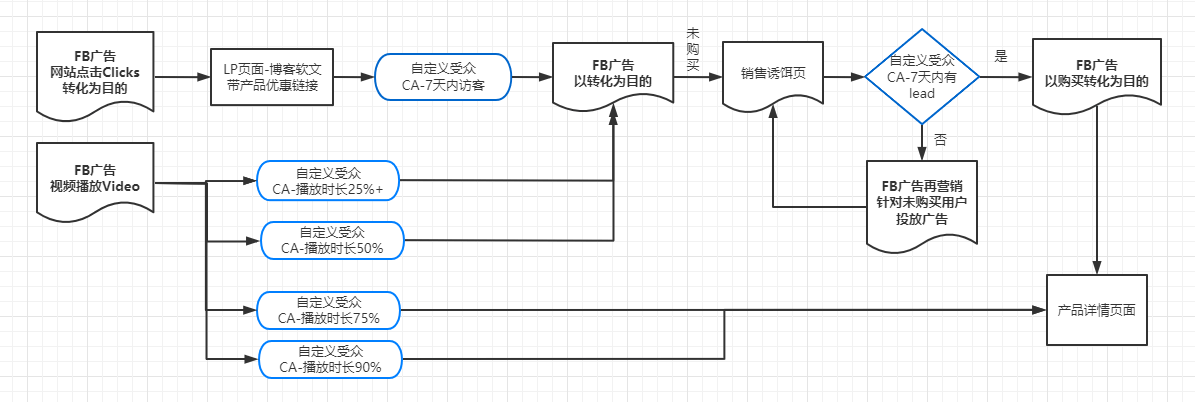 FB广告
网站点击Clicks
转化为目的
LP页面-博客软文
带产品优惠链接
自定义受众
CA-7天内访客
FB广告
以转化为目的
未
购
买
销售诱饵页
自定义受众
CA-7天内有
lead
是
FB广告
以购买转化为目的
否
FB广告再营销
针对未购买用户
投放广告
FB广告
视频播放Video
自定义受众
CA-播放时长25%+
自定义受众
CA-播放时长50%
自定义受众
CA-播放时长75%
自定义受众
CA-播放时长90%
产品详情页面